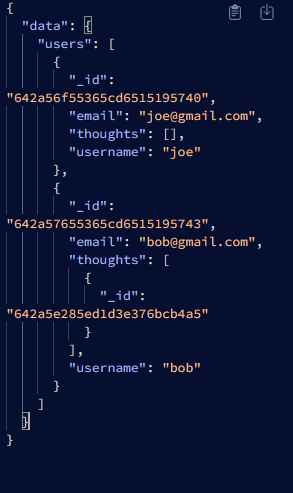 {
"data": {
"users": [
{
"_id":
"642a56f55365cd6515195740",
"email": "joe@gmail.com",
"thoughts": [],
"username": "joe"
},
{
"_id":
"642a57655365cd6515195743",
"email": "bob@gmail.com",
"thoughts": [
{
"_id":
"642a5e285ed1d3e376bcb4a5"
}
],
"username": "bob"
}
]
}
}